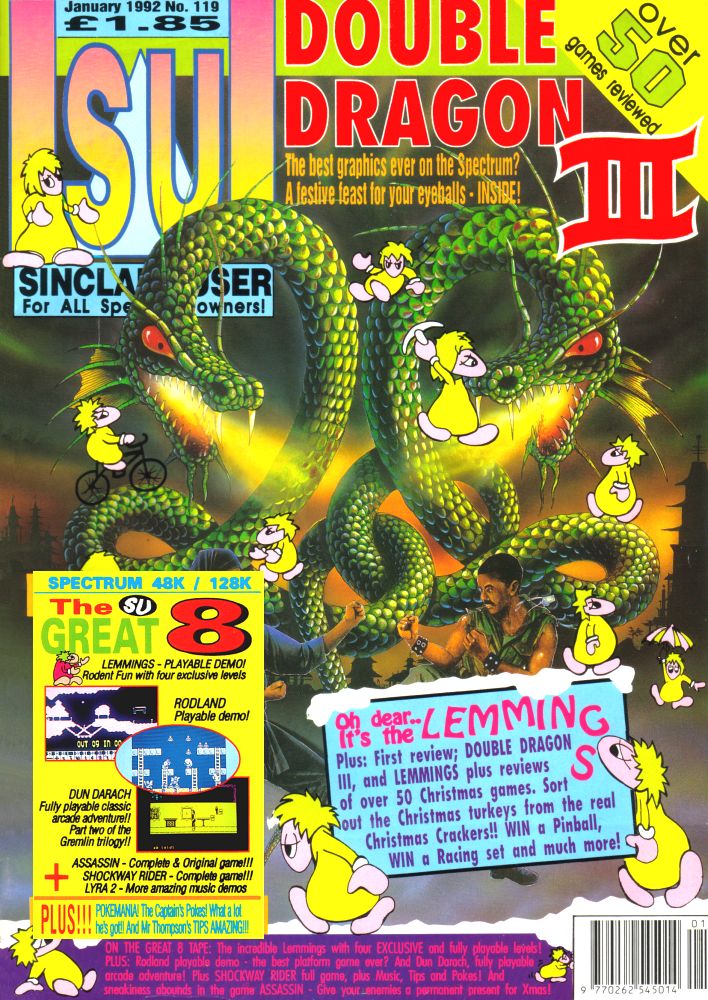 January 1992 No. 119
£1.85
SU
SINCLAIR USER
For ALL Spe owners!
DOUBLE
DRAGON
III
The best graphics ever on the Spectrum?
A festive feast for your eyeballs - INSIDE!
over
50
games reviewed
SPECTRUM 48K / 128K
The SU
GREAT 8
LEMMINGS - PLAYABLE DEMO!
Rodent Fun with four exclusive levels
RODLAND
Playable demo!
OUT 09 IN 00
DUN DARACH
Fully playable classic
arcade adventure!!
Part two of the
Gremlin trilogy!!
+
ASSASSIN - Complete & Original game!!!
SHOCKWAY RIDER - Complete game!!!
LYRA 2 - More amazing music demos
PLUS!!! POKEMANIA! The Captain's Pokes! What a lot
he's got!! And Mr Thompson's TIPS AMAZING!!!
oh dear..
It's the LEMMINGS
Plus: First review; DOUBLE DRAGON
III, and LEMMINGS plus reviews
of over 50 Christmas games. Sort
out the Christmas turkeys from the real
Christmas Crackers!! WIN a Pinball,
WIN a Racing set and much more!
ON THE GREAT 8 TAPE: The incredible Lemmings with four EXCLUSIVE and fully playable levels!
PLUS: Rodland playable demo - the best platform game ever? And Dun Darach, fully playable
arcade adventure! Plus SHOCKWAY RIDER full game, plus Music, Tips and Pokes! And
sneakiness abounds in the game ASSASSIN - Give your enemies a permanent present for Xmas!
01
9 770262 545014